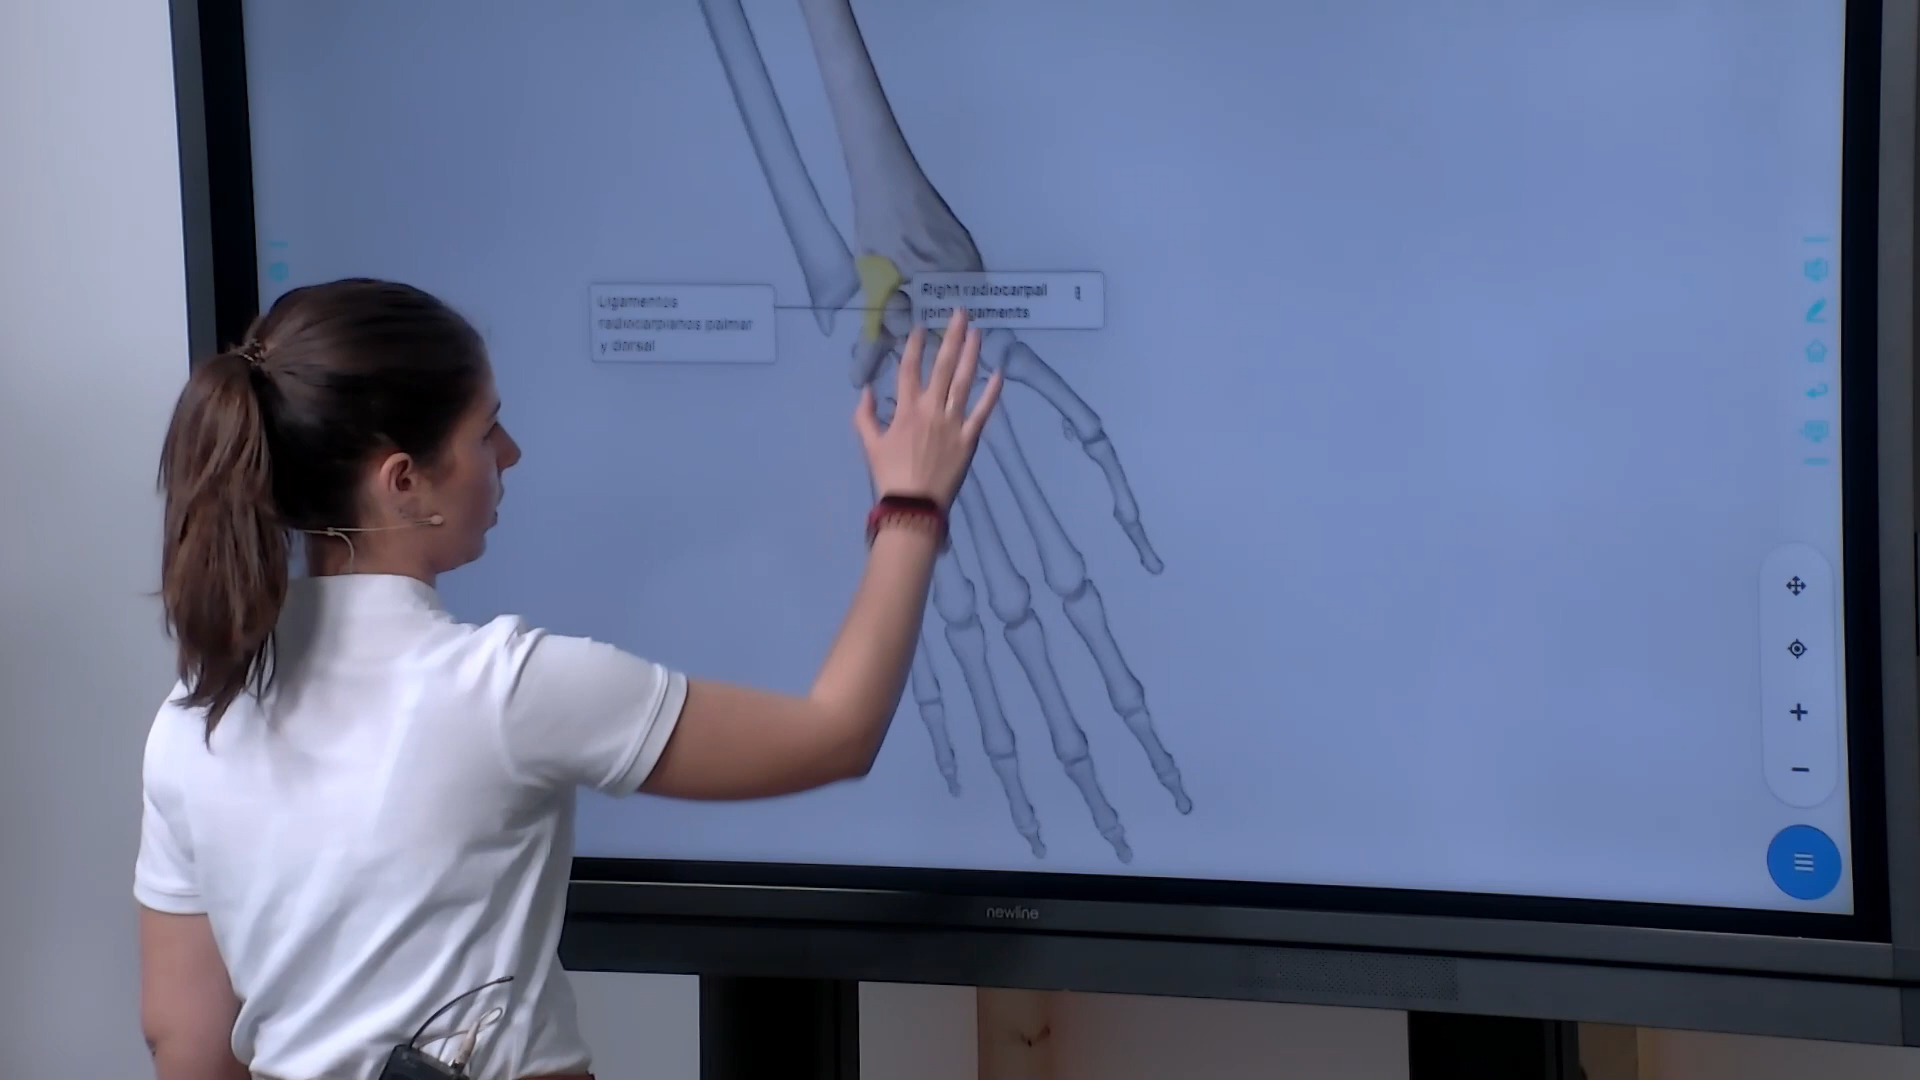 Right radiocarpal
joint ligaments
Ligamentos
radiocarpianos palmar
y dorsal
newline